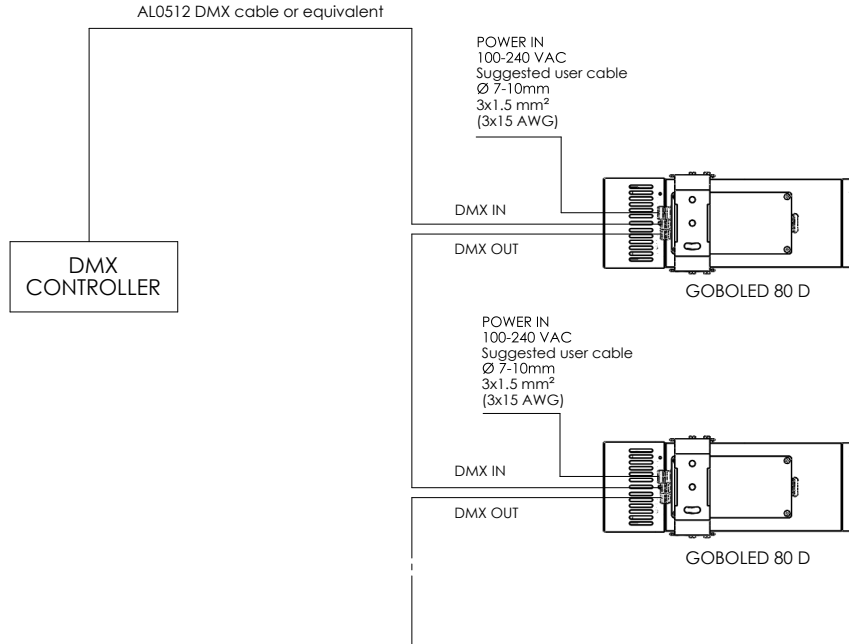 AL0512 DMX cable or equivalent
POWER IN
100-240 VAC
Suggested user cable
Ø 7-10mm
3x1.5 mm²
(3x15 AWG)
DMX IN
DMX OUT
DMX
CONTROLLER
GOBOLED 80 D
POWER IN
100-240 VAC
Suggested user cable
Ø 7-10mm
3x1.5 mm²
(3x15 AWG)
DMX IN
DMX OUT
GOBOLED 80 D